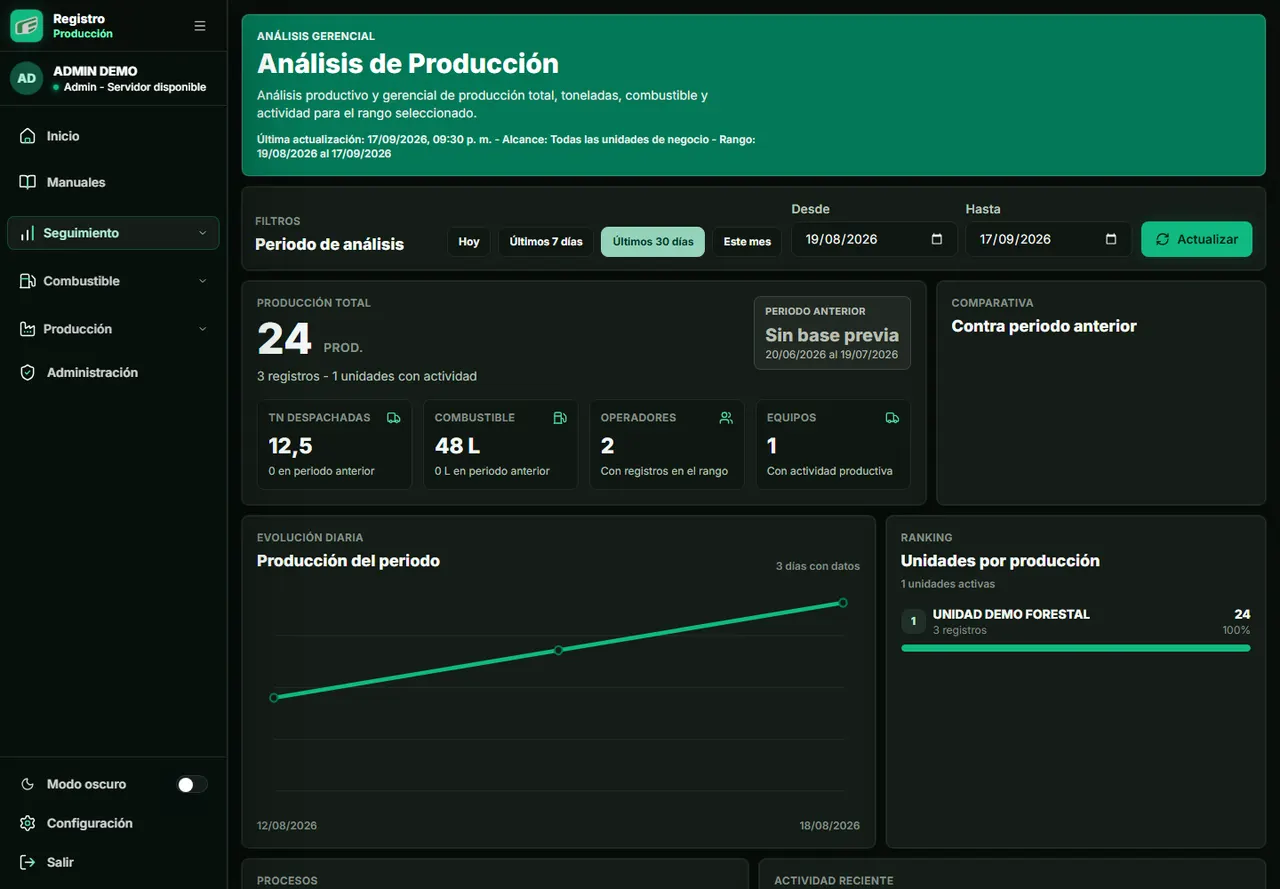 Registro
Producción
AD
ADMIN DEMO
Admin - Servidor disponible
Inicio
Manuales
Seguimiento
Combustible
Producción
Administración
Modo oscuro
Configuración
Salir
ANÁLISIS GERENCIAL
Análisis de Producción
Análisis productivo y gerencial de producción total, toneladas, combustible y
actividad para el rango seleccionado.
Última actualización: 17/09/2026, 09:30 p. m. - Alcance: Todas las unidades de negocio - Rango:
19/08/2026 al 17/09/2026
FILTROS
Periodo de análisis
Hoy
Últimos 7 días
Últimos 30 días
Este mes
Desde
19/08/2026
Hasta
17/09/2026
Actualizar
PRODUCCIÓN TOTAL
24 PROD.
3 registros - 1 unidades con actividad
PERIODO ANTERIOR
Sin base previa
20/06/2026 al 19/07/2026
TN DESPACHADAS
12,5
0 en periodo anterior
COMBUSTIBLE
48 L
0 L en periodo anterior
OPERADORES
2
Con registros en el rango
EQUIPOS
1
Con actividad productiva
COMPARATIVA
Contra periodo anterior
EVOLUCIÓN DIARIA
Producción del periodo
3 días con datos
12/08/2026
18/08/2026
RANKING
Unidades por producción
1 unidades activas
1
UNIDAD DEMO FORESTAL
24
3 registros
100%
PROCESOS
ACTIVIDAD RECIENTE